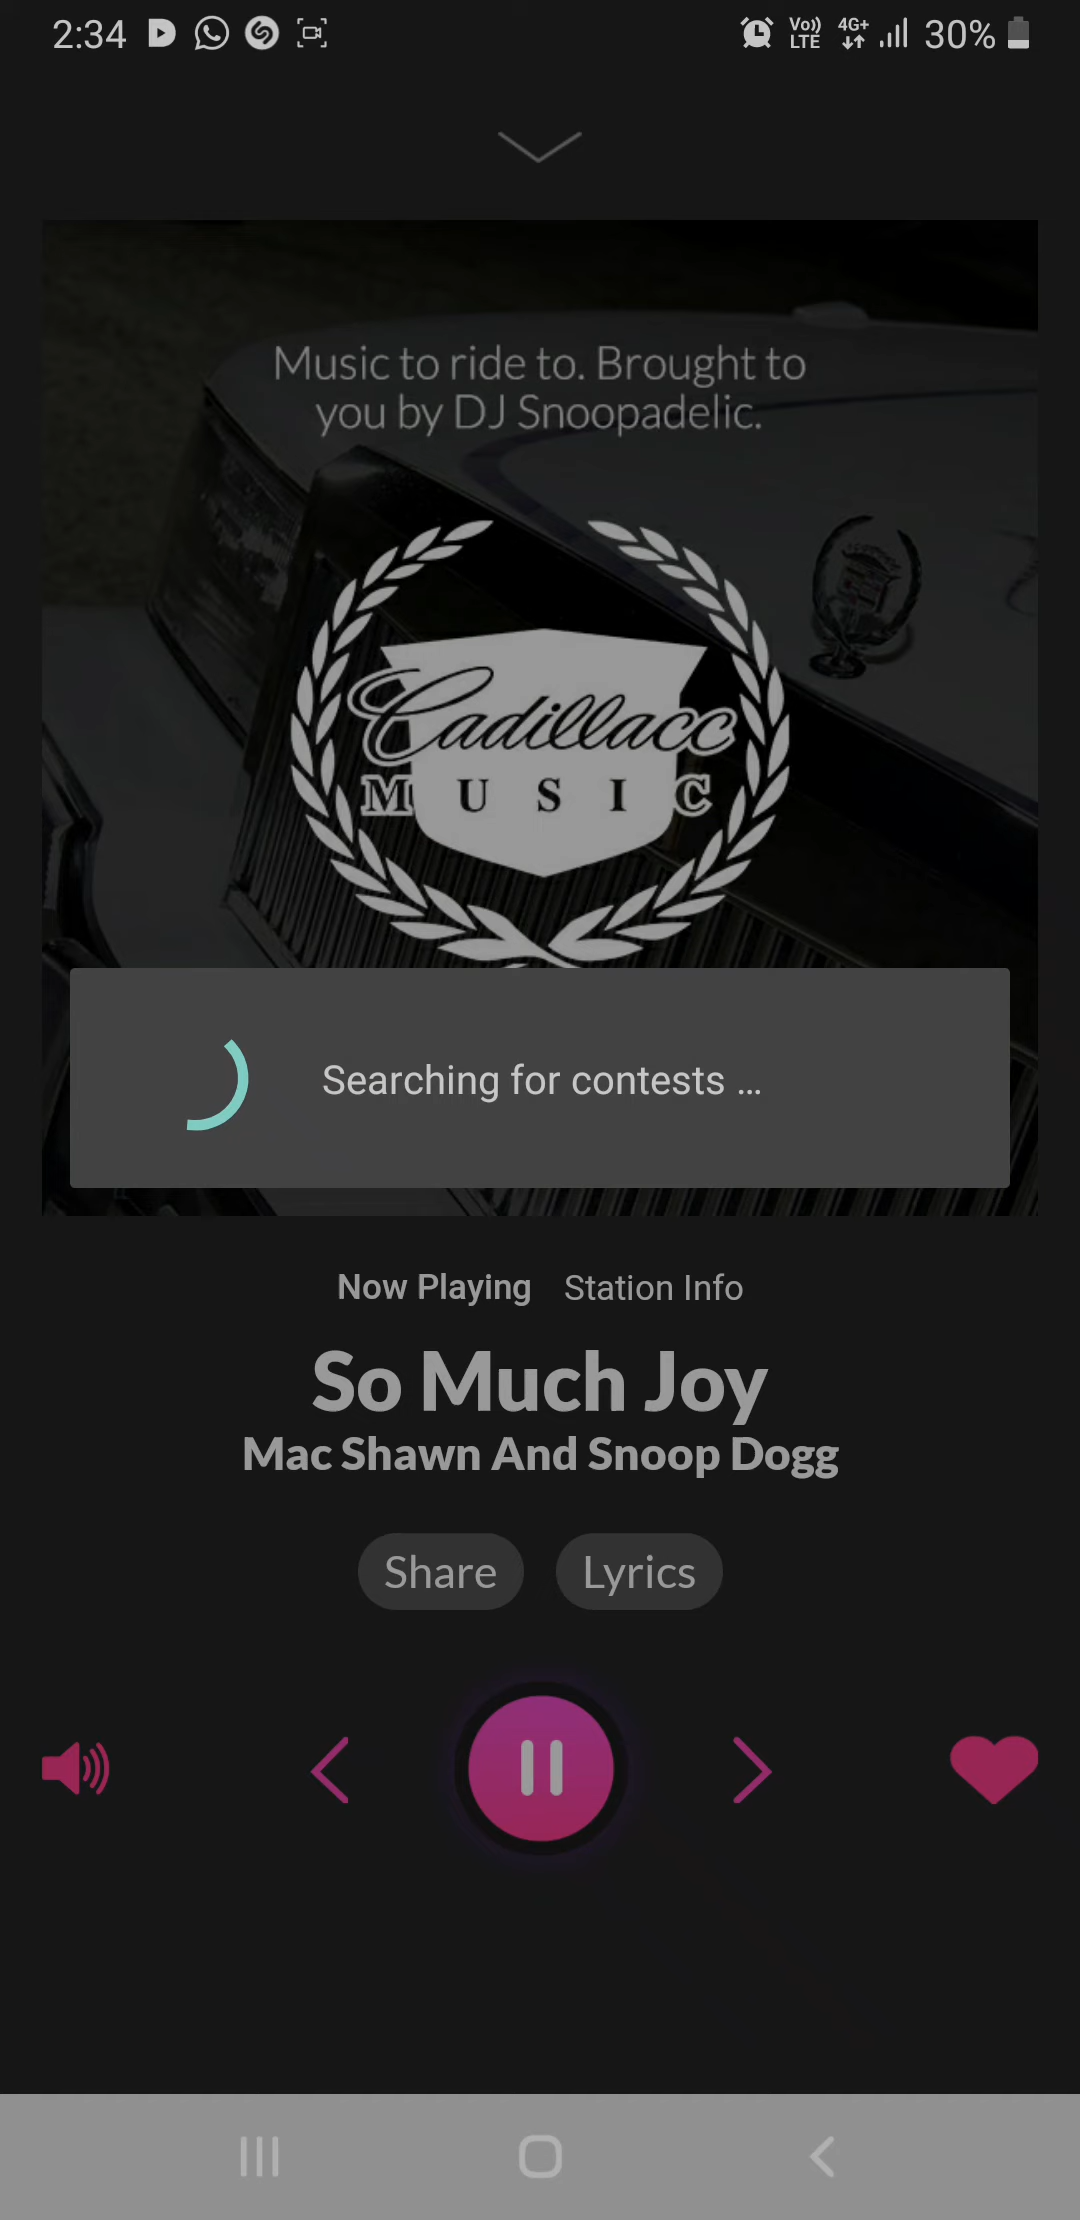 2:34
Vo)) LTE 4G+ 30%
Music to ride to. Brought to
you by DJ Snoopadelic.
Cadillacc
MUSIC
Searching for contests ...
Now Playing Station Info
So Much Joy
Mac Shawn And Snoop Dogg
Share Lyrics